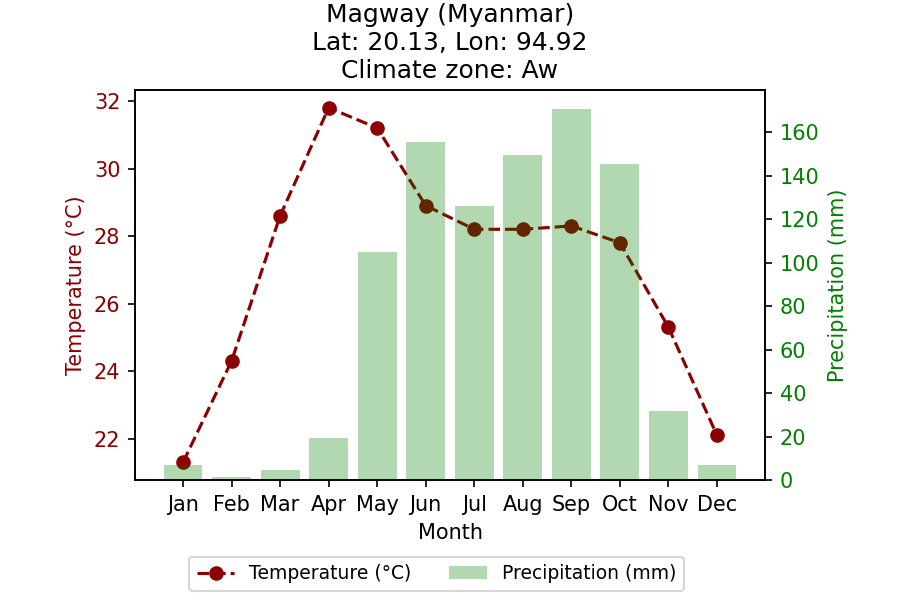 Magway (Myanmar)
Lat: 20.13, Lon: 94.92
Climate zone: Aw
Temperature (°C)
32
30
28
26
24
22
160
140
120
100
80
60
40
20
0
Precipitation (mm)
Jan Feb Mar Apr May Jun Jul Aug Sep Oct Nov Dec
Month
Temperature (°C) Precipitation (mm)